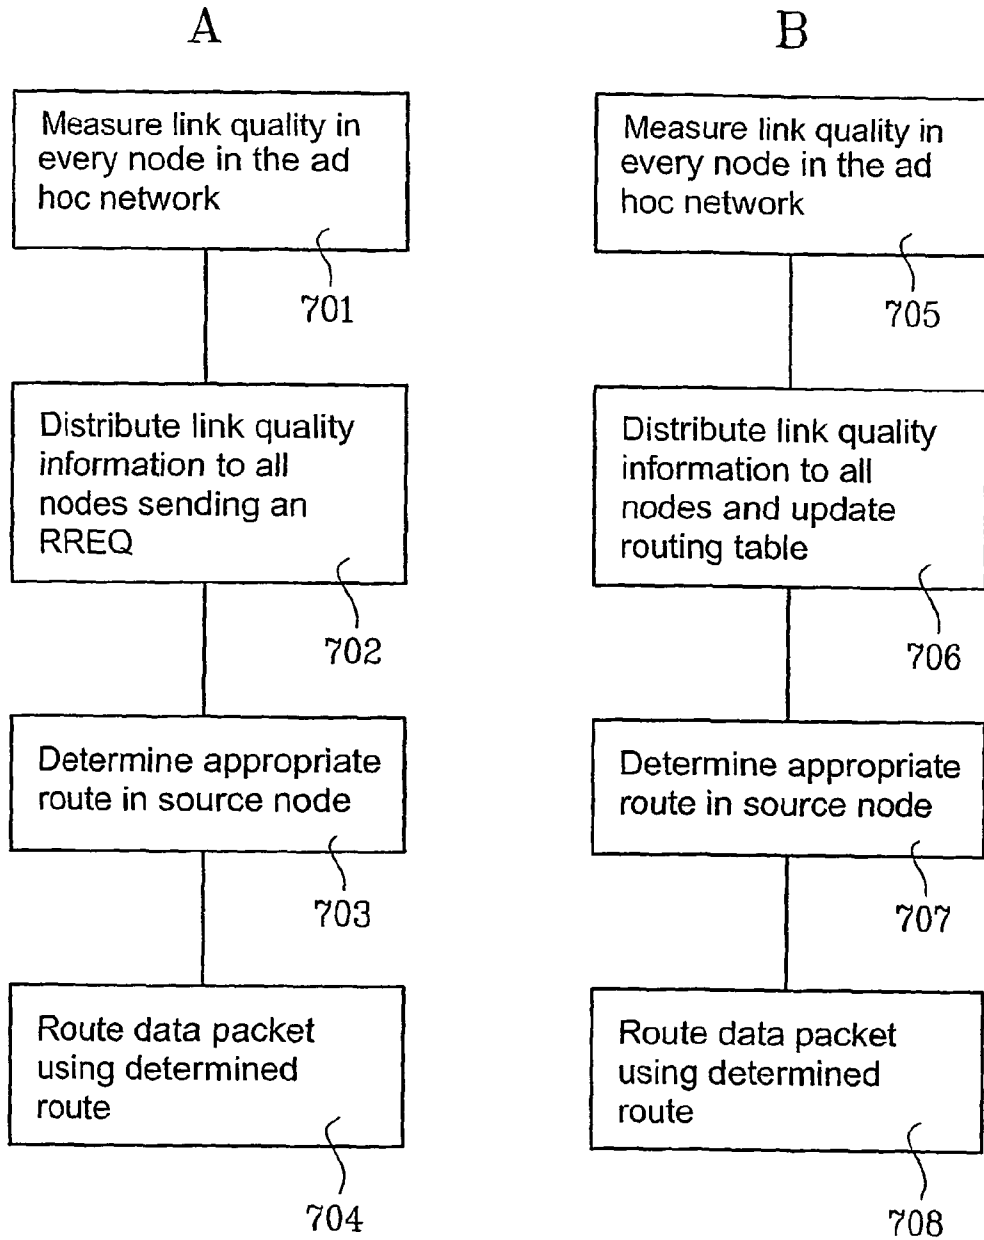 A
Measure link quality in
every node in the ad
hoc network
701
Distribute link quality
information to all
nodes sending an
RREQ
702
Determine appropriate
route in source node
703
Route data packet
using determined
route
704
B
Measure link quality in
every node in the ad
hoc network
705
Distribute link quality
information to all
nodes and update
routing table
706
Determine appropriate
route in source node
707
Route data packet
using determined
route
708